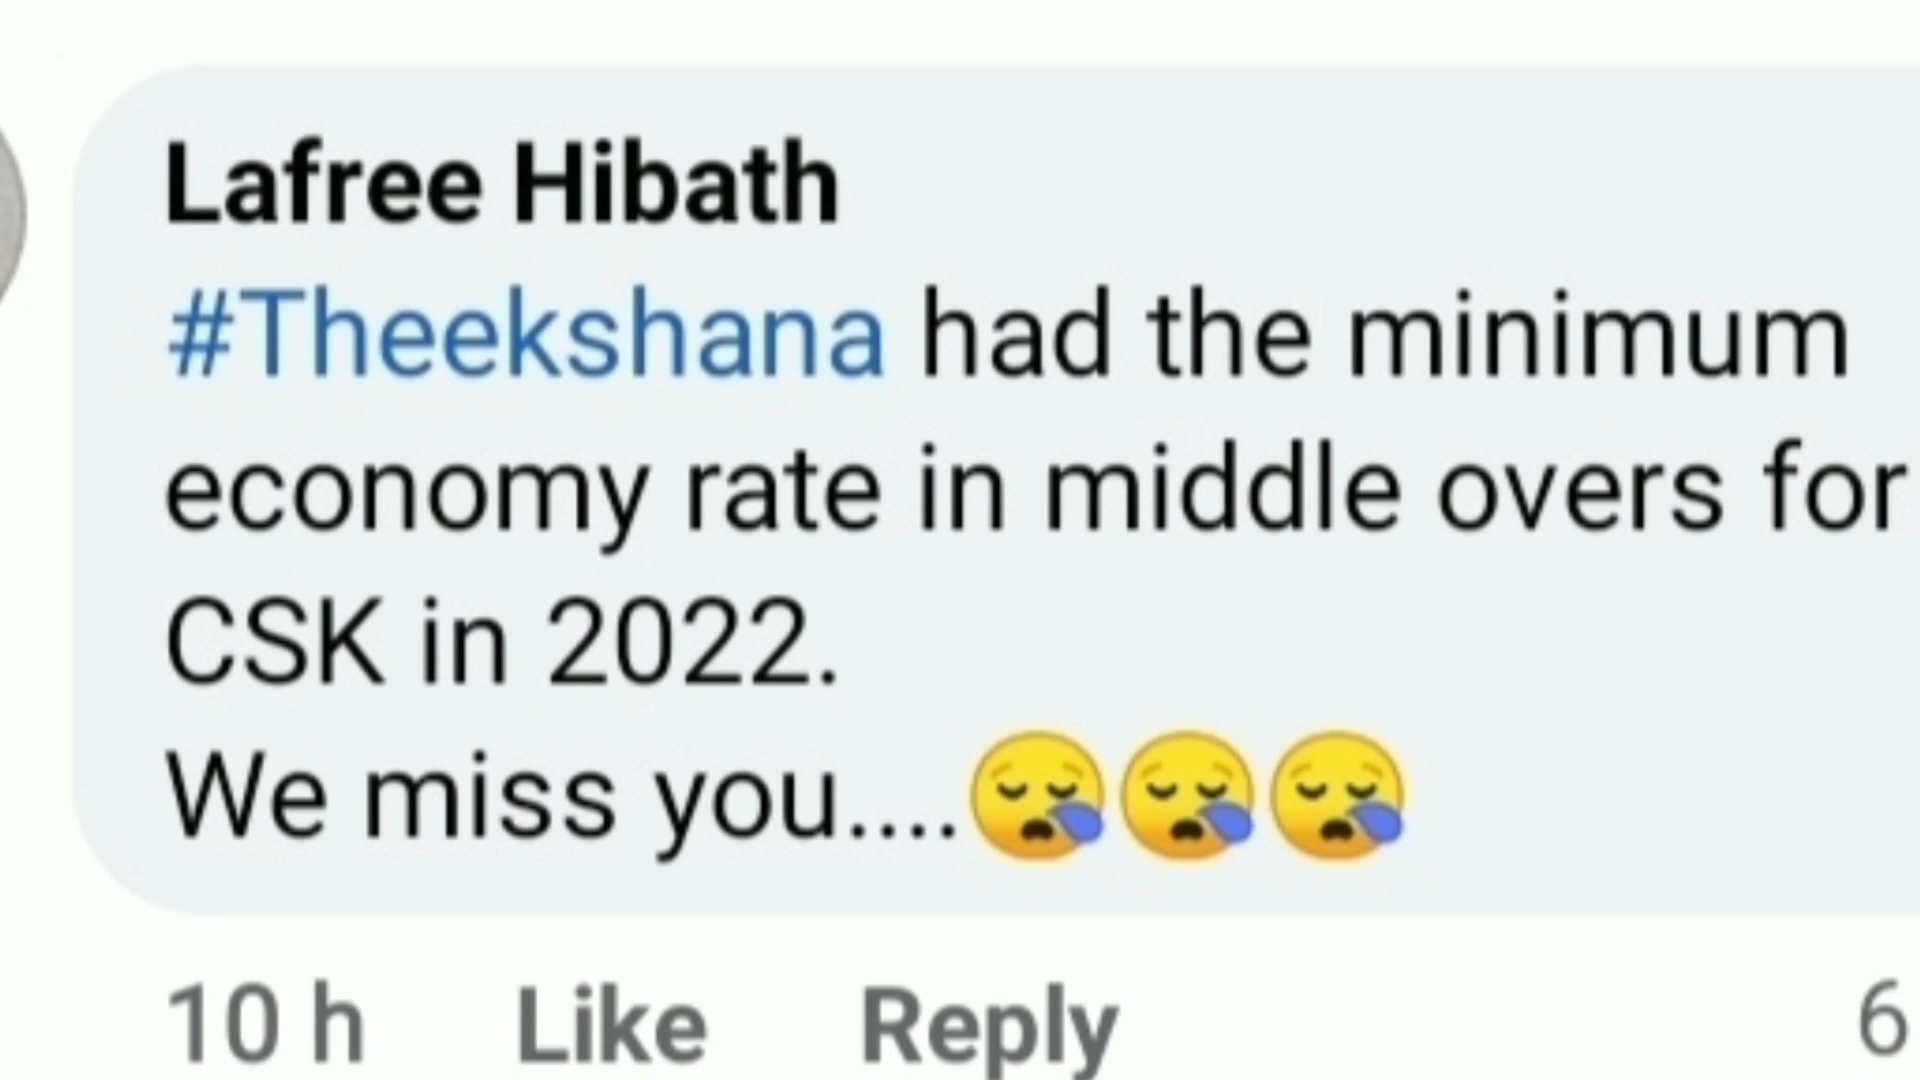 Lafree Hibath
#Theekshana had the minimum
economy rate in middle overs for
CSK in 2022.
We miss you....😪😪😪
10 h Like Reply 6